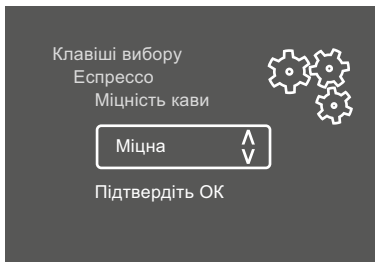 Клавіші вибору
Еспрессо
Міцність кави
Міцна
Підтвердіть ОК